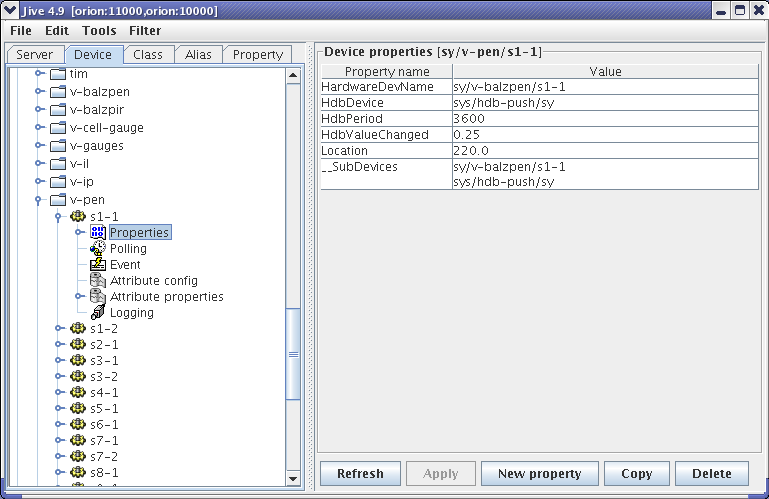 Jive 4.9 [orion:11000,orion:10000]
File Edit Tools Filter
Server Device Class Alias Property
tim
v-balzpen
v-balzpir
v-cell-gauge
v-gauges
v-il
v-ip
v-pen
s1-1
Properties
Polling
Event
Attribute config
Attribute properties
Logging
s1-2
s2-1
s3-1
s3-2
s4-1
s5-1
s6-1
s7-1
s7-2
s8-1
Device properties [sy/v-pen/s1-1]
Property name Value
HardwareDevName sy/v-balzpen/s1-1
HdbDevice sys/hdb-push/sy
HdbPeriod 3600
HdbValueChanged 0.25
Location 220.0
__SubDevices sy/v-balzpen/s1-1
sys/hdb-push/sy
Refresh Apply New property Copy Delete